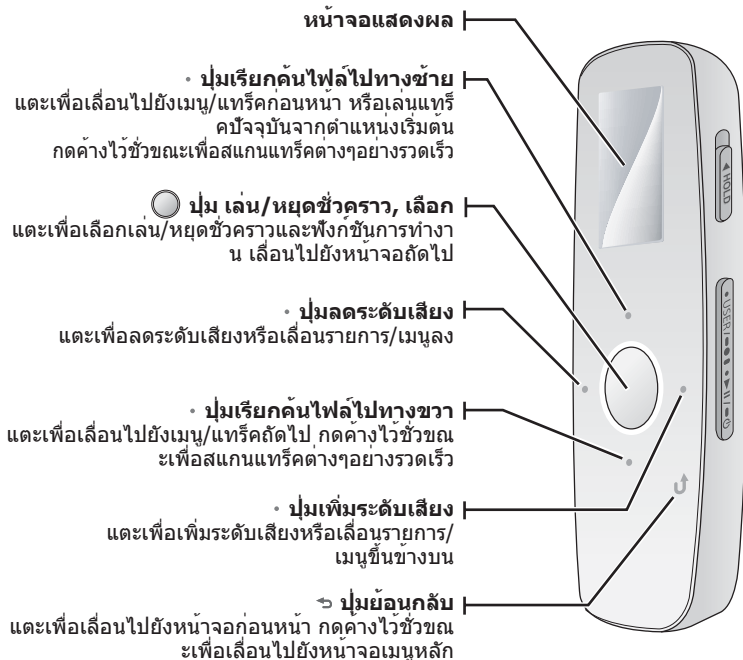 หน้าจอแสดงผล
• ปุ่มเรียกค้นไฟล์ไปทางซ้าย
แตะเพื่อเลื่อนไปยังเมนู/แทร็คก่อนหน้า หรือเล่นแทร็
คปัจจุบันจากตำแหน่งเริ่มต้น
กดค้างไว้ชั่วขณะเพื่อสแกนแทร็คต่างๆอย่างรวดเร็ว
ปุ่ม เล่น/หยุดชั่วคราว, เลือก
แตะเพื่อเลือกเล่น/หยุดชั่วคราวและฟังก์ชันการทำงา
น เลื่อนไปยังหน้าจอถัดไป
• ปุ่มลดระดับเสียง
แตะเพื่อลดระดับเสียงหรือเลื่อนรายการ/เมนูลง
• ปุ่มเรียกค้นไฟล์ไปทางขวา
แตะเพื่อเลื่อนไปยังเมนู/แทร็คถัดไป กดค้างไว้ชั่วขณ
ะเพื่อสแกนแทร็คต่างๆอย่างรวดเร็ว
• ปุ่มเพิ่มระดับเสียง
แตะเพื่อเพิ่มระดับเสียงหรือเลื่อนรายการ/
เมนูขึ้นข้างบน
ปุ่มย้อนกลับ
แตะเพื่อเลื่อนไปยังหน้าจอก่อนหน้า กดค้างไว้ชั่วขณ
ะเพื่อเลื่อนไปยังหน้าจอเมนูหลัก
◀ HOLD
• USER/